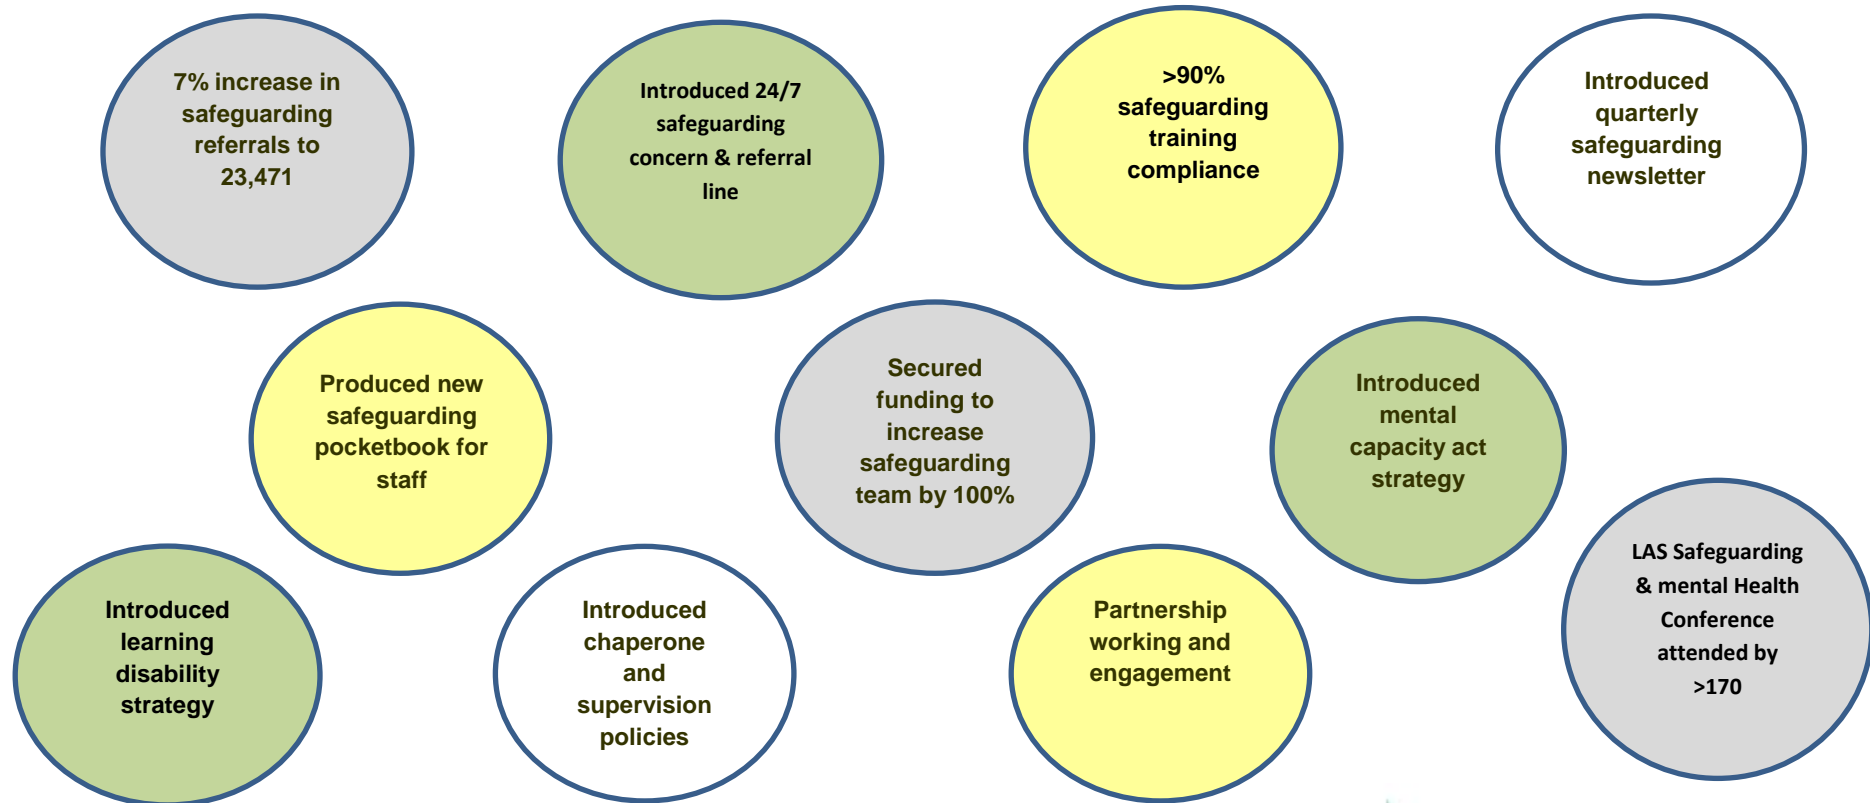 7% increase in
safeguarding
referrals to
23,471
Introduced 24/7
safeguarding
concern & referral
line
>90%
safeguarding
training
compliance
Introduced
quarterly
safeguarding
newsletter
Produced new
safeguarding
pocketbook for
staff
Secured
funding to
increase
safeguarding
team by 100%
Introduced
mental
capacity act
strategy
Introduced
learning
disability
strategy
Introduced
chaperone
and
supervision
policies
Partnership
working and
engagement
LAS Safeguarding
& mental Health
Conference
attended by
>170